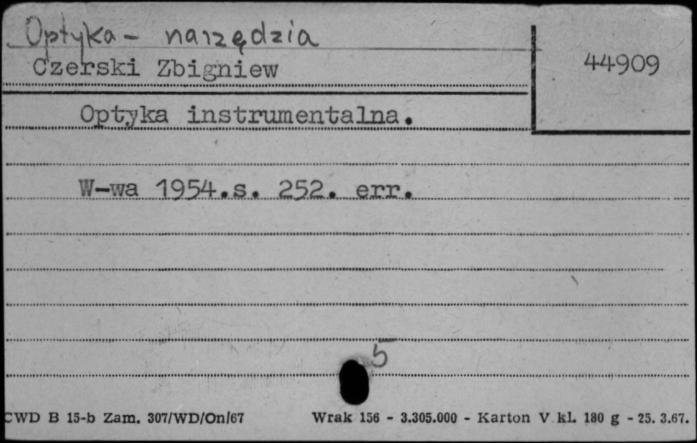 Optyka - narzędzia
Czerski Zbigniew
44909
Optyka instrumentalna.
W-wa 1954.s. 252. err.
5
CWD B 15-b Zam. 307/WD/On/67 Wrak 156 - 3.305.000 - Karton V kl. 180 g - 25. 3.67.